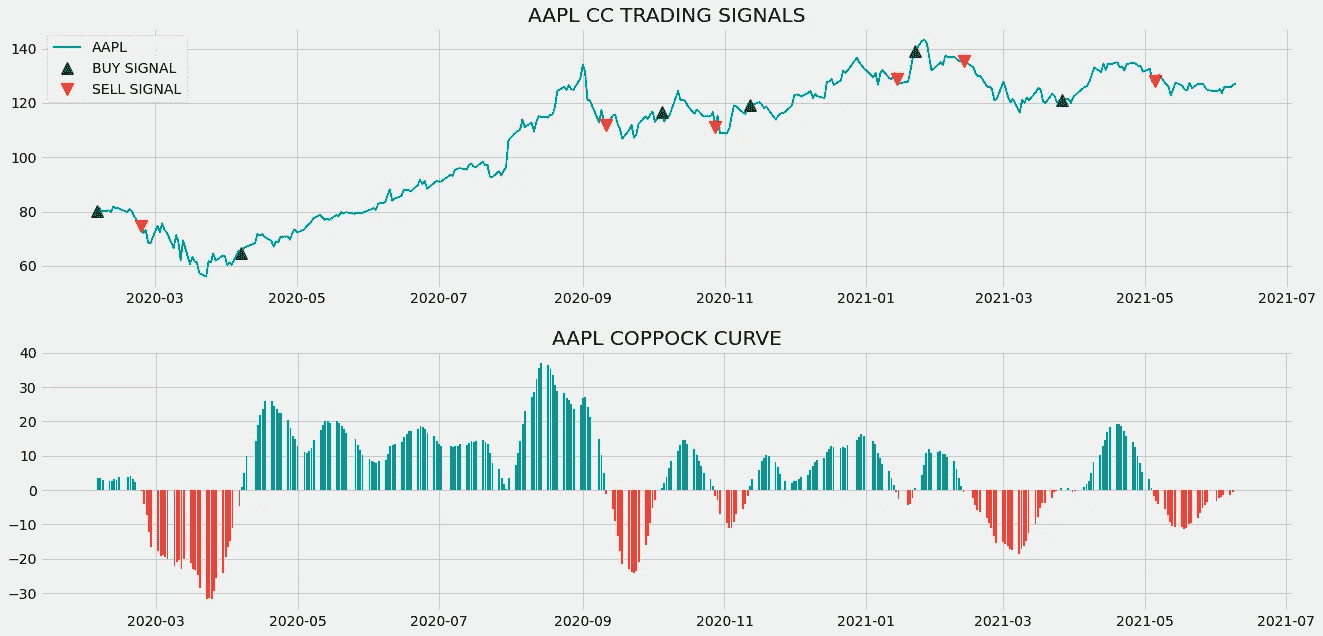 AAPL CC TRADING SIGNALS
AAPL
BUY SIGNAL
SELL SIGNAL
140
120
100
80
60
2020-03 2020-05 2020-07 2020-09 2020-11 2021-01 2021-03 2021-05 2021-07
AAPL COPPOCK CURVE
40
30
20
10
0
−10
−20
−30
2020-03 2020-05 2020-07 2020-09 2020-11 2021-01 2021-03 2021-05 2021-07